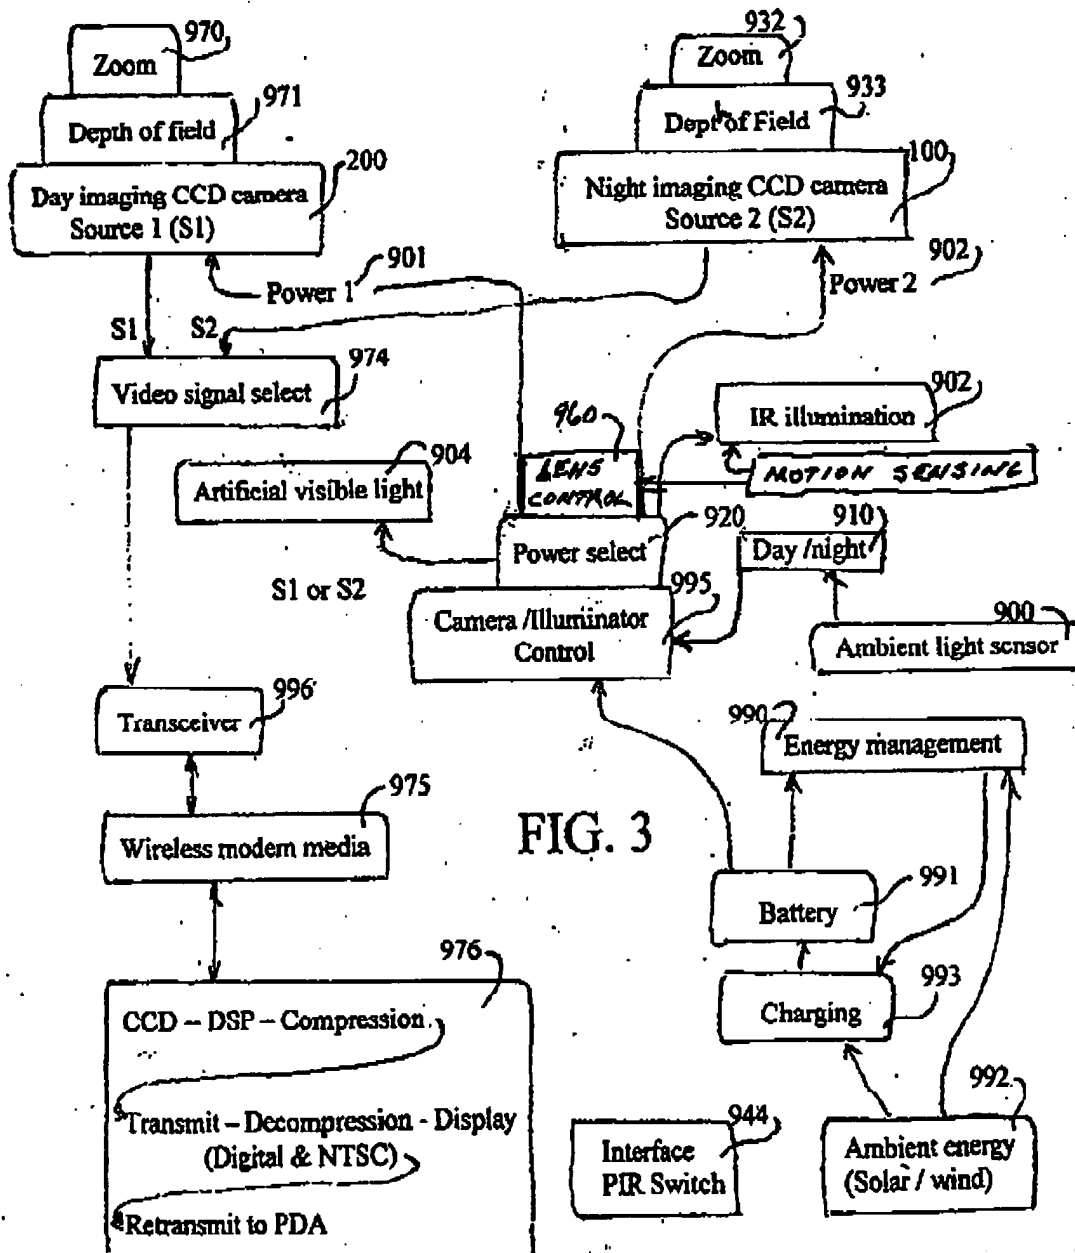 970
Zoom
971
Depth of field
200
Day imaging CCD camera
Source 1 (S1)
932
Zoom
933
Dept of Field
100
Night imaging CCD camera
Source 2 (S2)
901
Power 1
902
Power 2
S1
S2
974
Video signal select
902
IR illumination
960
LENS
CONTROL
MOTION SENSING
904
Artificial visible light
920
Power select
910
Day /night
S1 or S2
995
Camera /Illuminator
Control
900
Ambient light sensor
996
Transceiver
990
Energy management
975
Wireless modem media
FIG. 3
991
Battery
993
Charging
976
CCD – DSP – Compression
Transmit – Decompression - Display
(Digital & NTSC)
Retransmit to PDA
944
Interface
PIR Switch
992
Ambient energy
(Solar / wind)